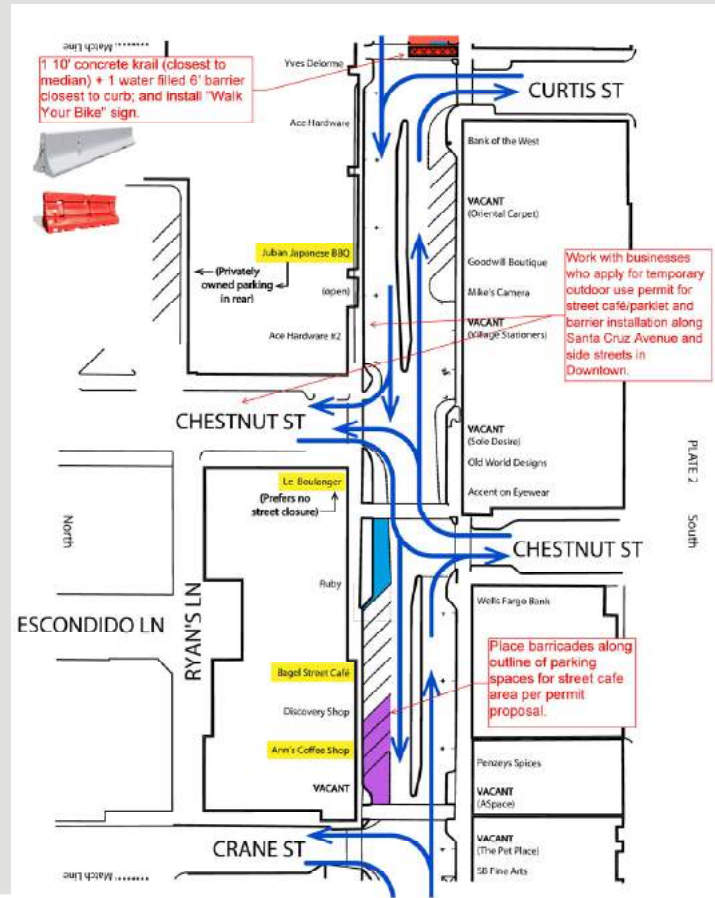 Match Line ........
1 10' concrete krail (closest to
median) + 1 water filled 6' barrier
closest to curb; and install "Walk
Your Bike" sign.
Yves Delorme
CURTIS ST
Ace Hardware
Bank of the West
VACANT
(Oriental Carpet)
Juban Japanese BBQ
(Privately
owned parking
in rear)
(open)
Goodwill Boutique
Mike's Camera
VACANT
(Village Stationers)
Work with businesses
who apply for temporary
outdoor use permit for
street café/parklet and
barrier installation along
Santa Cruz Avenue and
side streets in
Downtown.
Ace Hardware #2
CHESTNUT ST
VACANT
(Sole Desire)
Old World Designs
Accent on Eyewear
PLATE 2
South
Le Boulanger
(Prefers no
street closure)
North
CHESTNUT ST
Ruby
Wells Fargo Bank
ESCONDIDO LN
RYAN'S LN
Place barricades along
outline of parking
spaces for street cafe
area per permit
proposal.
Bagel Street Café
Discovery Shop
Ann's Coffee Shop
VACANT
Penzeys Spices
VACANT
(ASpace)
CRANE ST
VACANT
(The Pet Place)
SB Fine Arts
Match Line ........